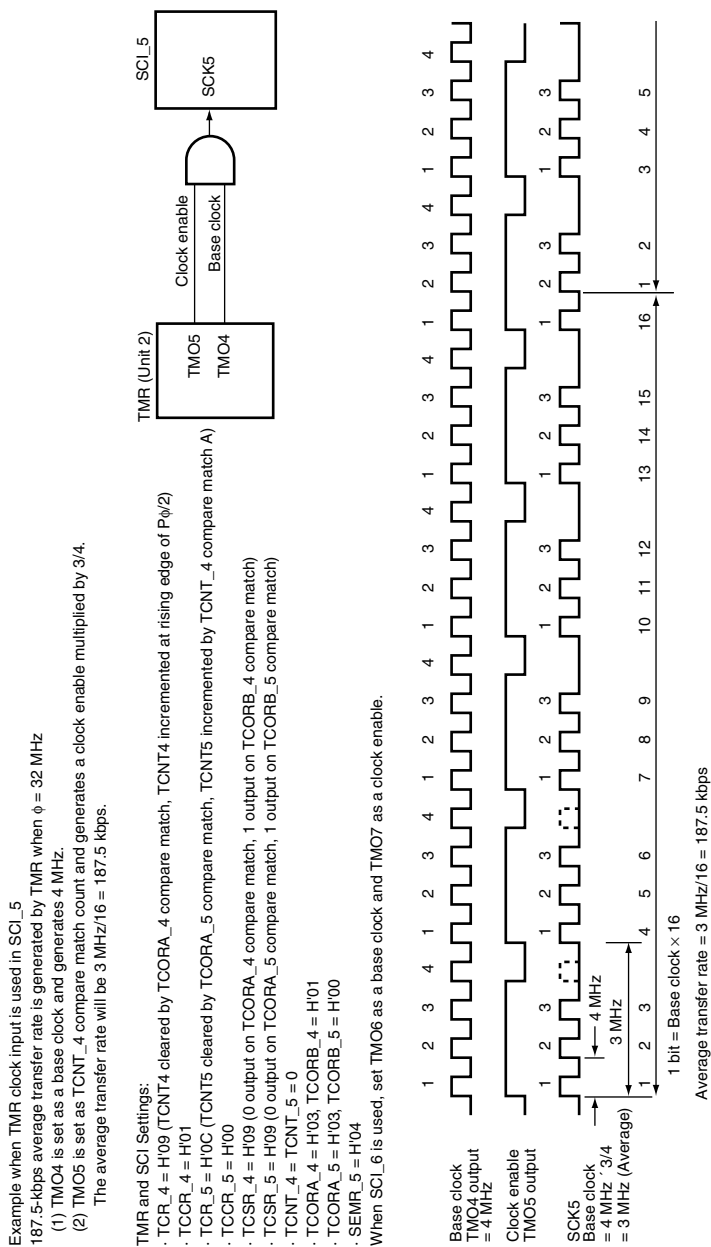 Example when TMR clock input is used in SCI_5
187.5-kbps average transfer rate is generated by TMR when ϕ = 32 MHz
(1) TMO4 is set as a base clock and generates 4 MHz.
(2) TMO5 is set as TCNT_4 compare match count and generates a clock enable multiplied by 3/4.
The average transfer rate will be 3 MHz/16 = 187.5 kbps.
TMR and SCI Settings:
· TCR_4 = H'09 (TCNT4 cleared by TCORA_4 compare match, TCNT4 incremented at rising edge of Pϕ/2)
· TCCR_4 = H'01
· TCR_5 = H'0C (TCNT5 cleared by TCORA_5 compare match, TCNT5 incremented by TCNT_4 compare match A)
· TCCR_5 = H'00
· TCSR_4 = H'09 (0 output on TCORA_4 compare match, 1 output on TCORB_4 compare match)
· TCSR_5 = H'09 (0 output on TCORA_5 compare match, 1 output on TCORB_5 compare match)
· TCNT_4 = TCNT_5 = 0
· TCORA_4 = H'03, TCORB_4 = H'01
· TCORA_5 = H'03, TCORB_5 = H'00
· SEMR_5 = H'04
When SCI_6 is used, set TMO6 as a base clock and TMO7 as a clock enable.
TMR (Unit 2)
TMO5
TMO4
Clock enable
Base clock
SCI_5
SCK5
1 2 3 4 1 2 3 4 1 2 3 4 1 2 3 4 1 2 3 4 1 2 3 4 1 2 3 4
Base clock
TMO4 output
= 4 MHz
Clock enable
TMO5 output
1 2 3 1 2 3 1 2 3 1 2 3 1 2 3 1 2 3 1 2 3
SCK5
Base clock
= 4 MHz ´ 3/4
= 3 MHz (Average)
4 MHz
3 MHz
1 2 3 4 5 6 7 8 9 10 11 12 13 14 15 16 1 2 3 4 5
1 bit = Base clock × 16
Average transfer rate = 3 MHz/16 = 187.5 kbps